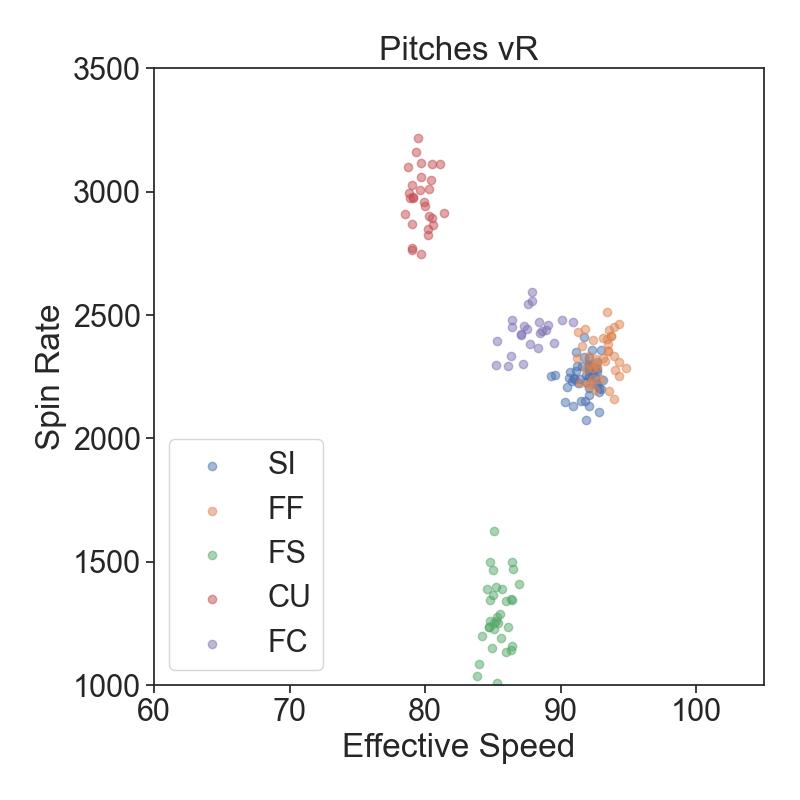 Pitches vR
3500
3000
2500
2000
1500
1000
Spin Rate
SI
FF
FS
CU
FC
60 70 80 90 100
Effective Speed